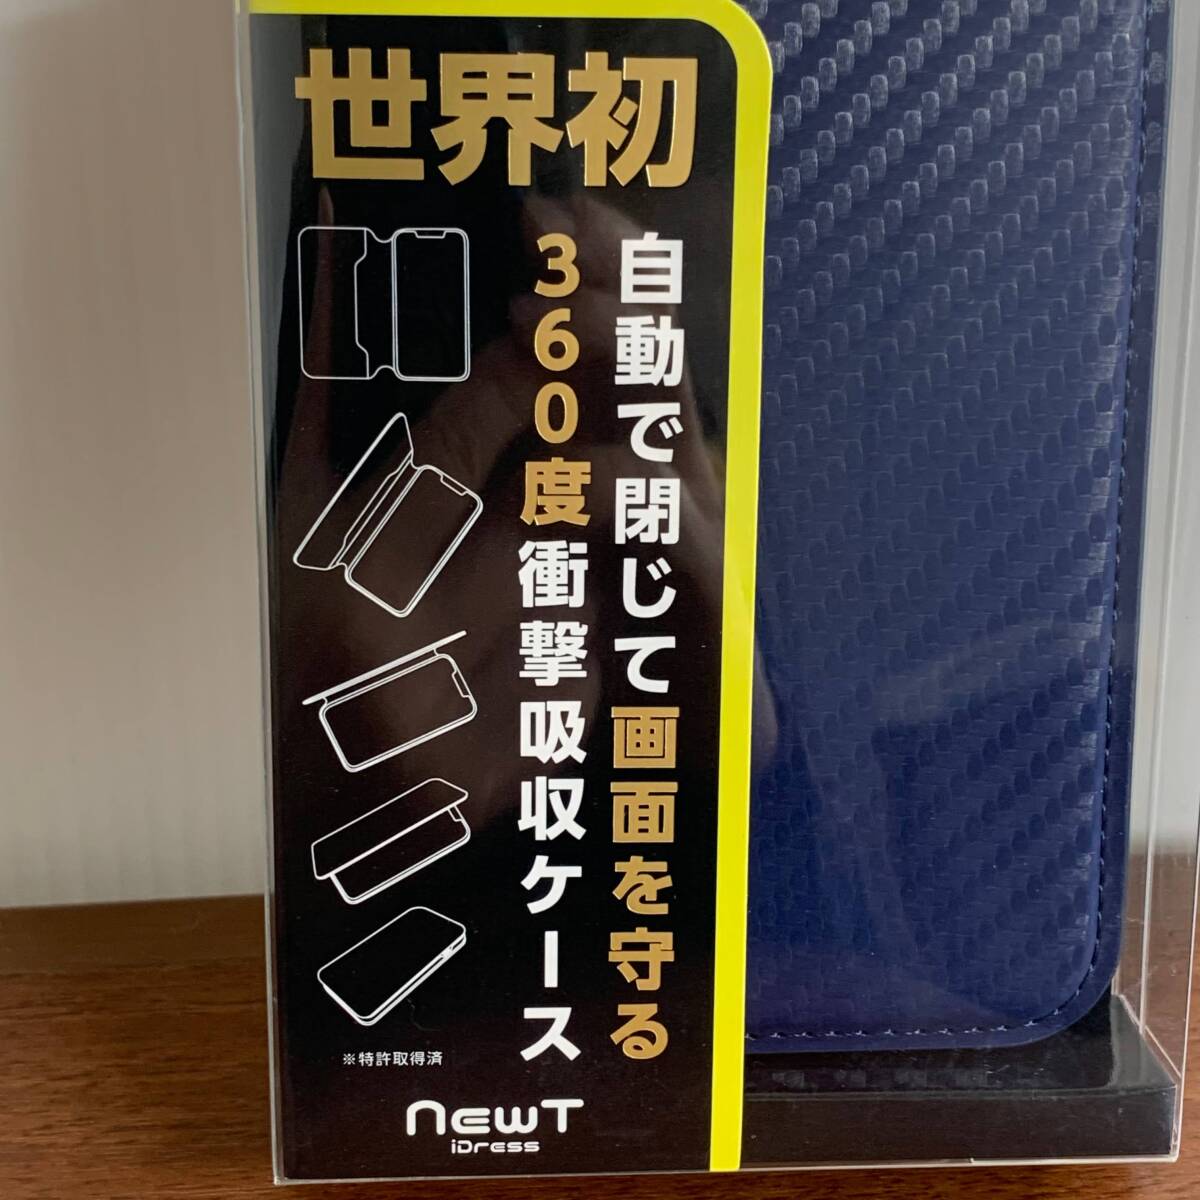 世界初
自動で閉じて画面を守る
360度衝撃吸収ケース
※特許取得済
newT
iDress